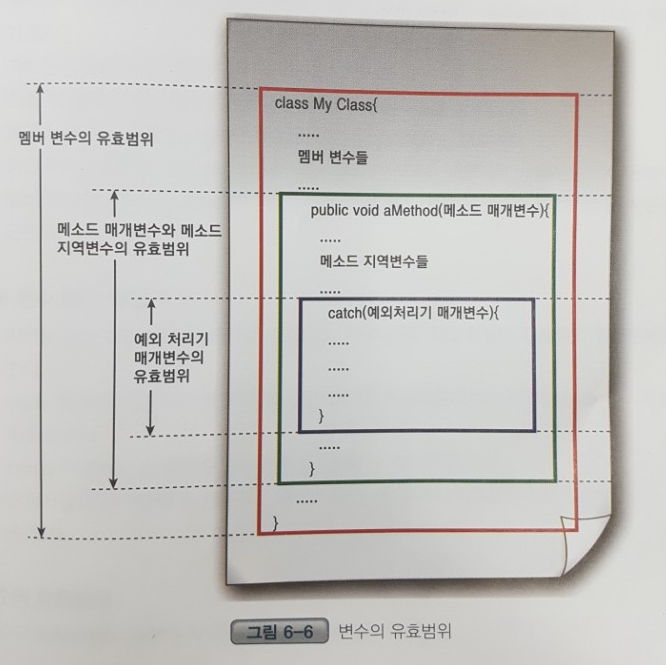 class My Class{
.....
멤버 변수의 유효범위
멤버 변수들
.....
public void aMethod(메소드 매개변수){
메소드 매개변수와 메소드
지역변수의 유효범위
.....
메소드 지역변수들
.....
catch(예외처리기 매개변수){
예외 처리기
매개변수의
유효범위
.....
.....
.....
}
.....
}
.....
}
그림 6-6 변수의 유효범위